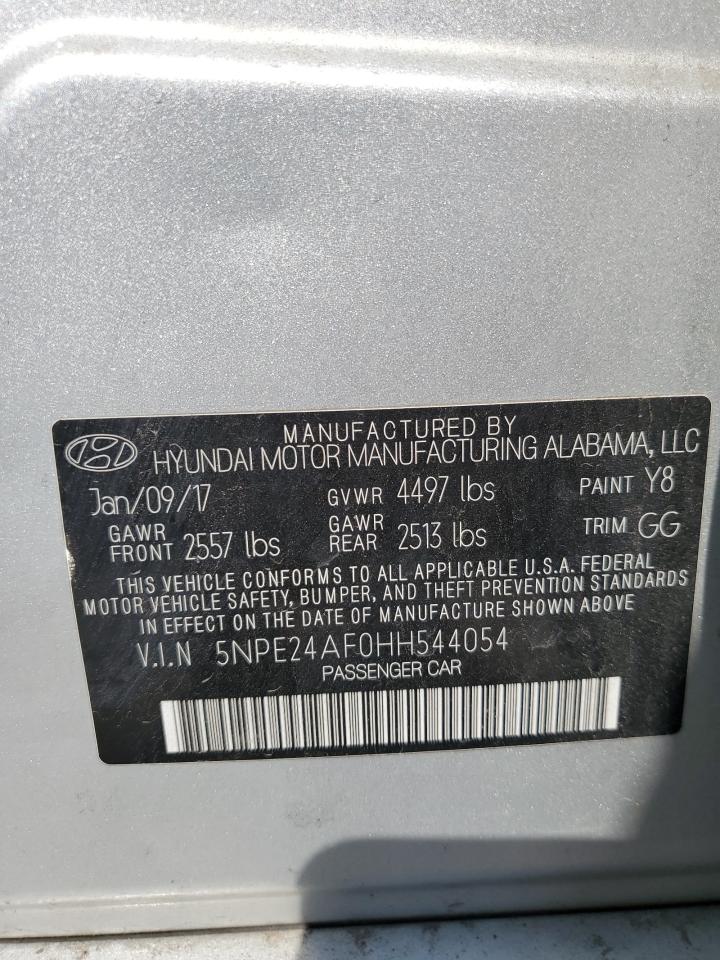 MANUFACTURED BY
HYUNDAI MOTOR MANUFACTURING ALABAMA, LLC
Jan/09/17 GVWR 4497 lbs PAINT Y8
GAWR FRONT 2557 lbs GAWR REAR 2513 lbs TRIM GG
THIS VEHICLE CONFORMS TO ALL APPLICABLE U.S.A. FEDERAL
MOTOR VEHICLE SAFETY, BUMPER, AND THEFT PREVENTION STANDARDS
IN EFFECT ON THE DATE OF MANUFACTURE SHOWN ABOVE
V.I.N 5NPE24AF0HH544054
PASSENGER CAR